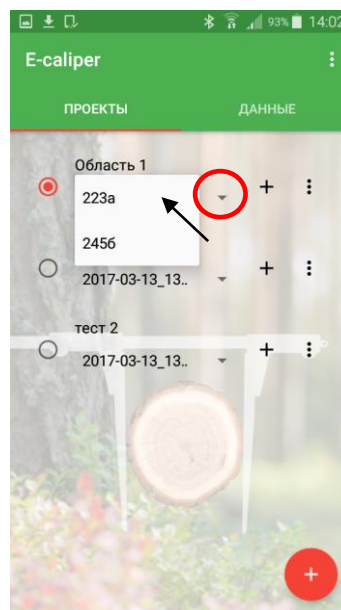 93% 14:02
E-caliper
ПРОЕКТЫ ДАННЫЕ
Область 1
223а
245б
2017-03-13_13..
тест 2
2017-03-13_13..